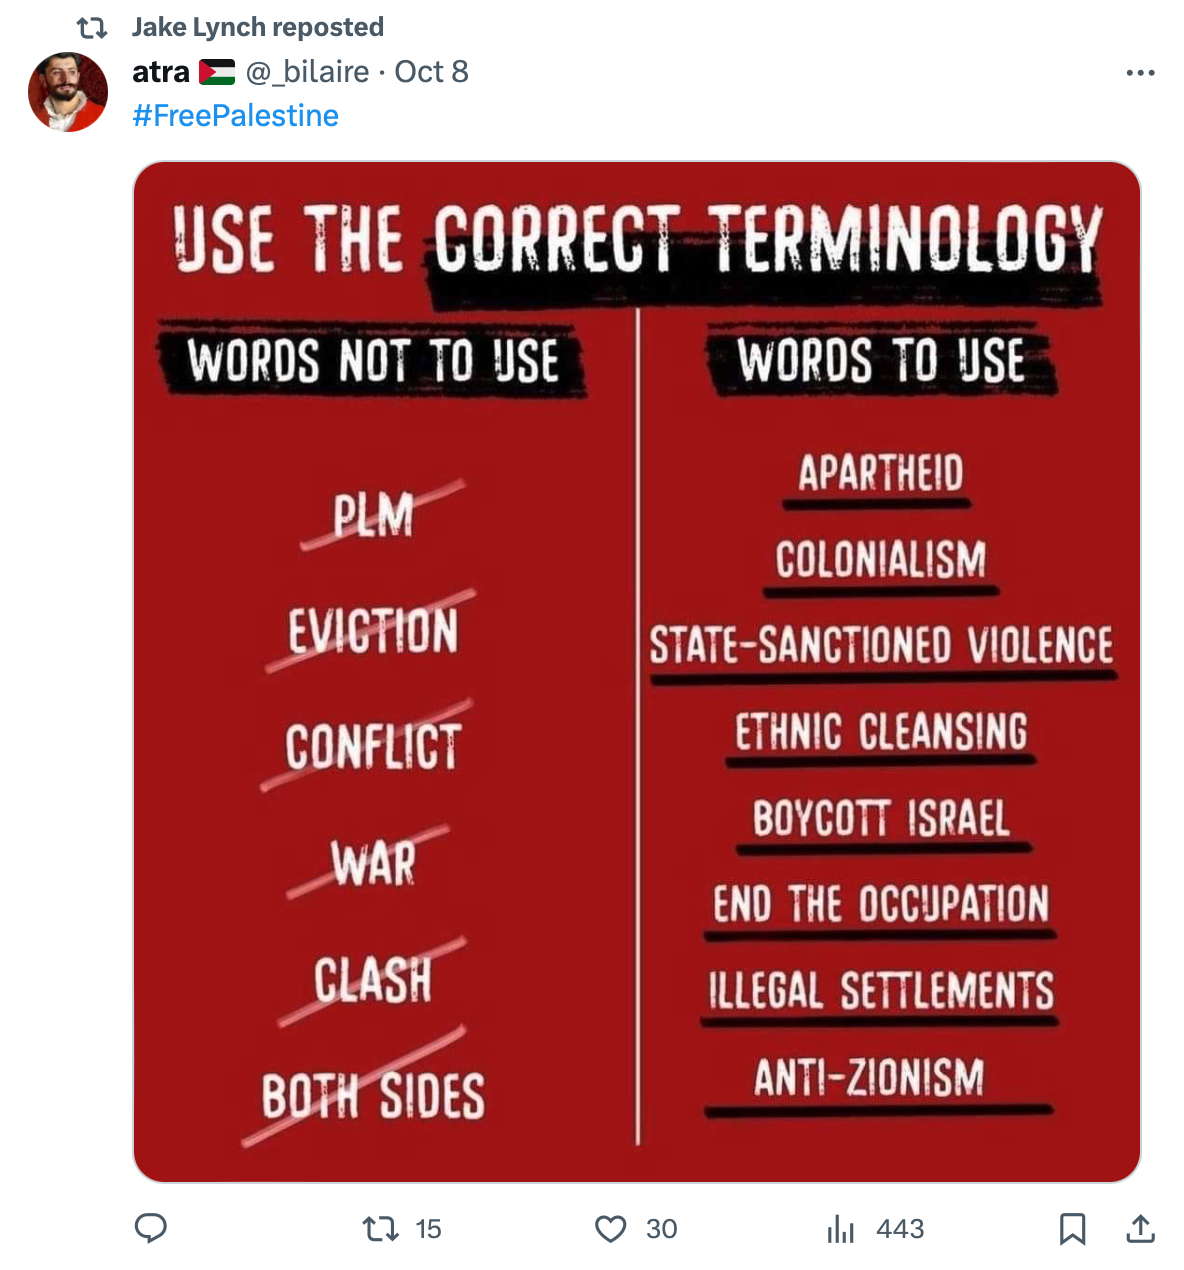 Jake Lynch reposted
atra 🇵🇸 @_bilaire · Oct 8
#FreePalestine
USE THE CORRECT TERMINOLOGY
WORDS NOT TO USE
PLM
EVICTION
CONFLICT
WAR
CLASH
BOTH SIDES
WORDS TO USE
APARTHEID
COLONIALISM
STATE-SANCTIONED VIOLENCE
ETHNIC CLEANSING
BOYCOTT ISRAEL
END THE OCCUPATION
ILLEGAL SETTLEMENTS
ANTI-ZIONISM
15 30 443